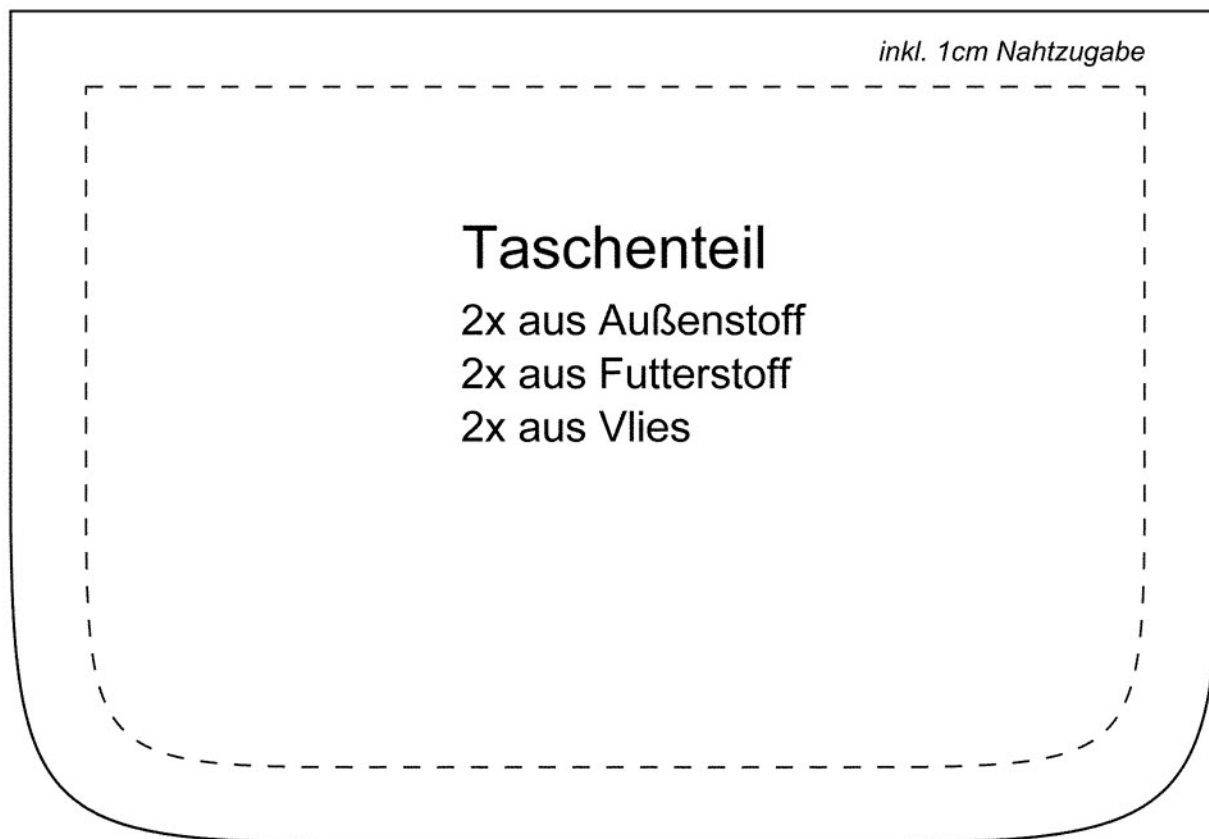 inkl. 1cm Nahtzugabe
Taschenteil
2x aus Außenstoff
2x aus Futterstoff
2x aus Vlies